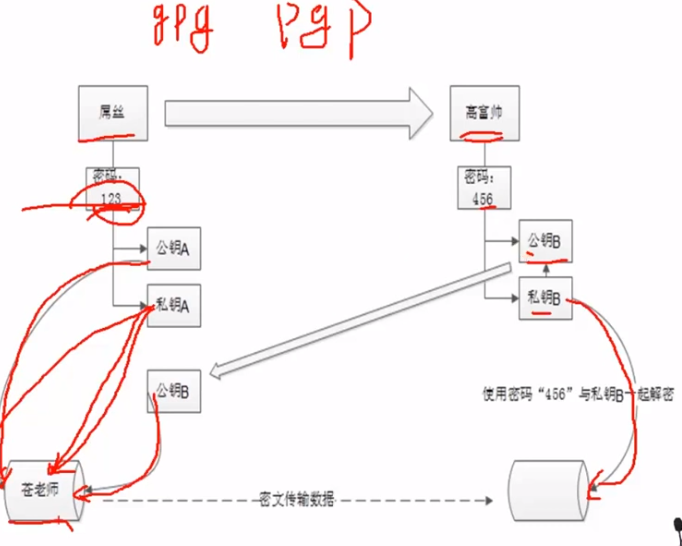 gpg pgp
屌丝
高富帅
密码：
123
密码：
456
公钥A
公钥B
私钥A
私钥B
公钥B
使用密码“456”与私钥B一起解密
苍老师
密文传输数据